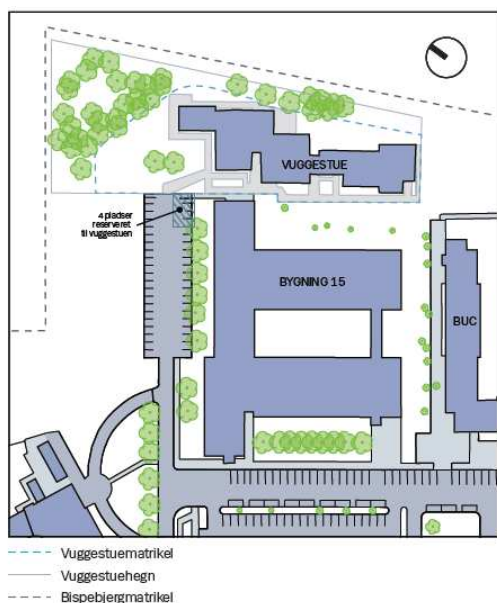 VUGGESTUE
4 pladser
reserveret
til vuggestuen
BYGNING 15
BUC
Vuggestuematrikel
Vuggestuehegn
Bispebjergmatrikel